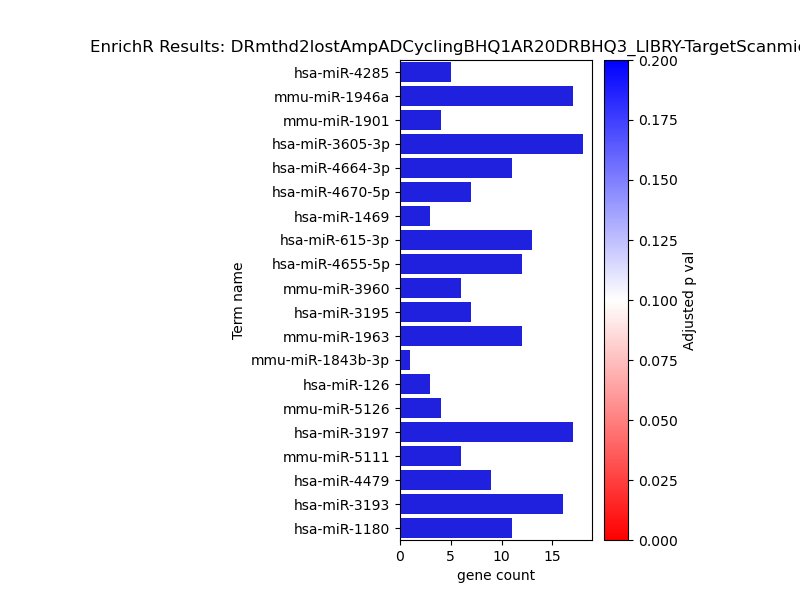 EnrichR Results: DRmthd2lostAmpADCyclingBHQ1AR20DRBHQ3_LIBRY-TargetScanmic
hsa-miR-4285
mmu-miR-1946a
mmu-miR-1901
hsa-miR-3605-3p
hsa-miR-4664-3p
hsa-miR-4670-5p
hsa-miR-1469
hsa-miR-615-3p
hsa-miR-4655-5p
mmu-miR-3960
hsa-miR-3195
mmu-miR-1963
mmu-miR-1843b-3p
hsa-miR-126
mmu-miR-5126
hsa-miR-3197
mmu-miR-5111
hsa-miR-4479
hsa-miR-3193
hsa-miR-1180
Term name
0 5 10 15
gene count
0.200
0.175
0.150
0.125
0.100
0.075
0.050
0.025
0.000
Adjusted p val